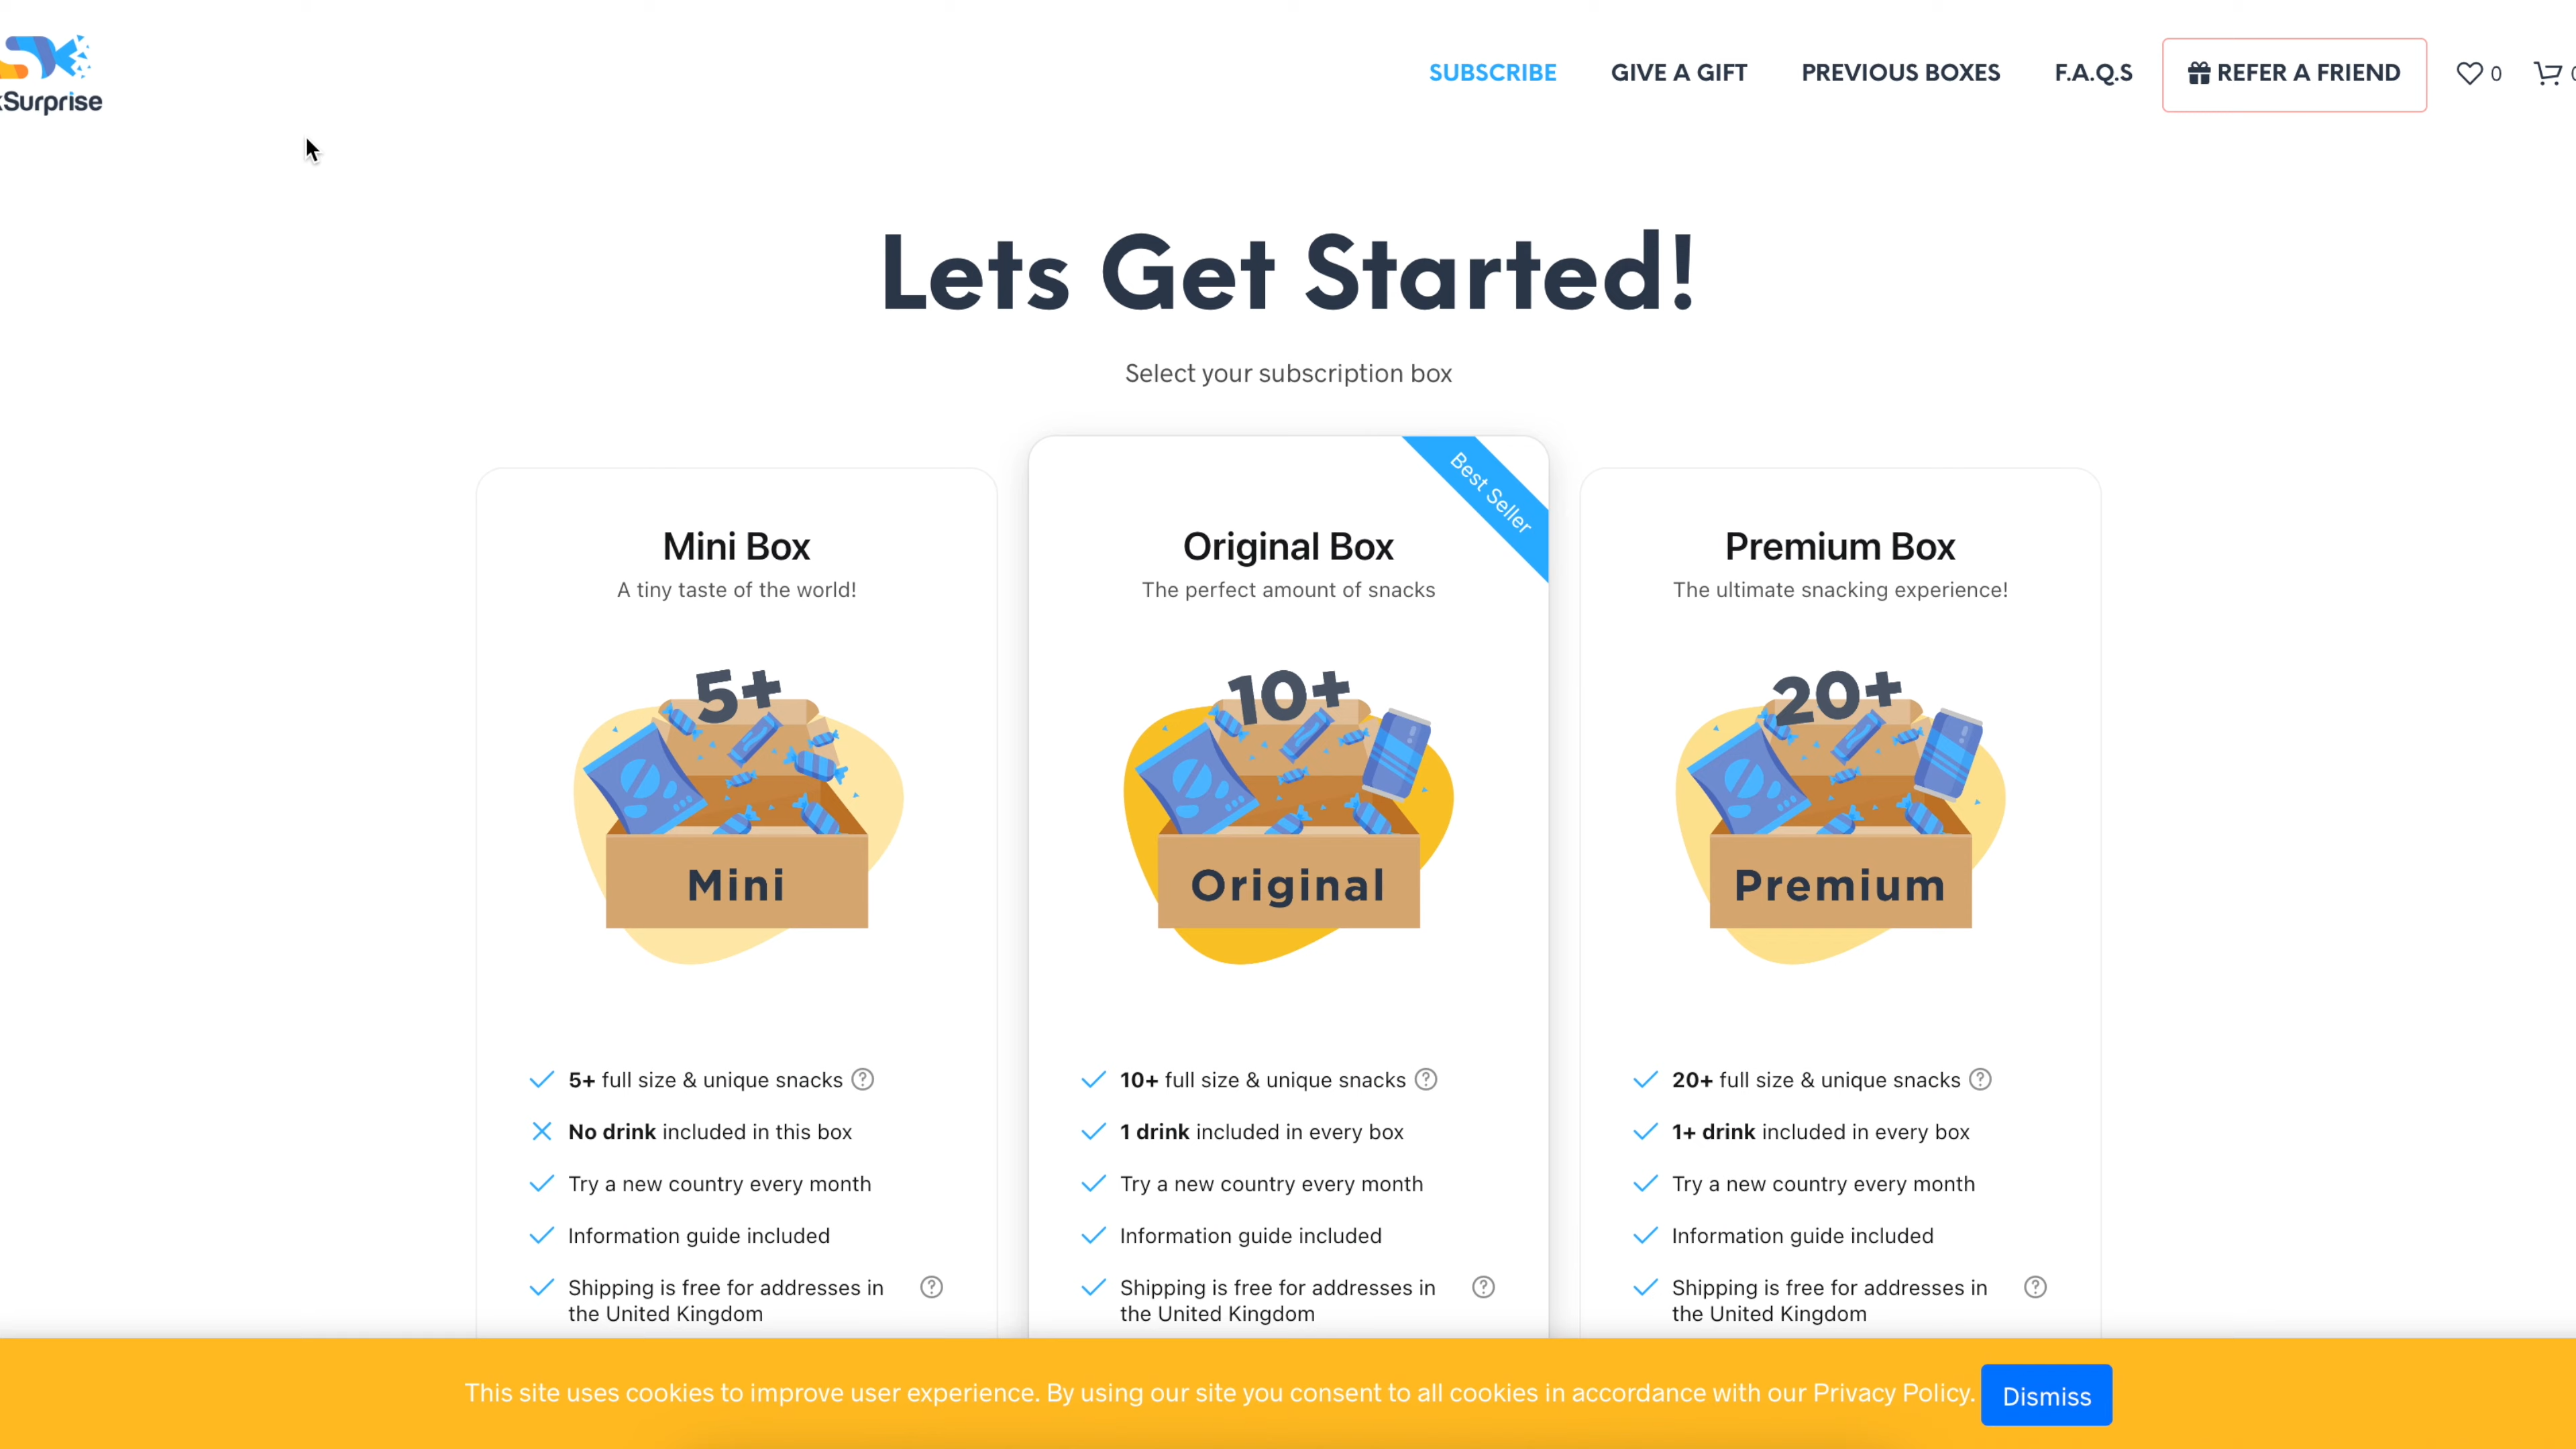 SUBSCRIBE GIVE A GIFT PREVIOUS BOXES F.A.Q.S REFER A FRIEND 0
Surprise
Lets Get Started!
Select your subscription box
Best Seller
Mini Box
A tiny taste of the world!
5+
Mini
5+ full size & unique snacks
No drink included in this box
Try a new country every month
Information guide included
Shipping is free for addresses in
the United Kingdom
Original Box
The perfect amount of snacks
10+
Original
10+ full size & unique snacks
1 drink included in every box
Try a new country every month
Information guide included
Shipping is free for addresses in
the United Kingdom
Premium Box
The ultimate snacking experience!
20+
Premium
20+ full size & unique snacks
1+ drink included in every box
Try a new country every month
Information guide included
Shipping is free for addresses in
the United Kingdom
This site uses cookies to improve user experience. By using our site you consent to all cookies in accordance with our Privacy Policy. Dismiss